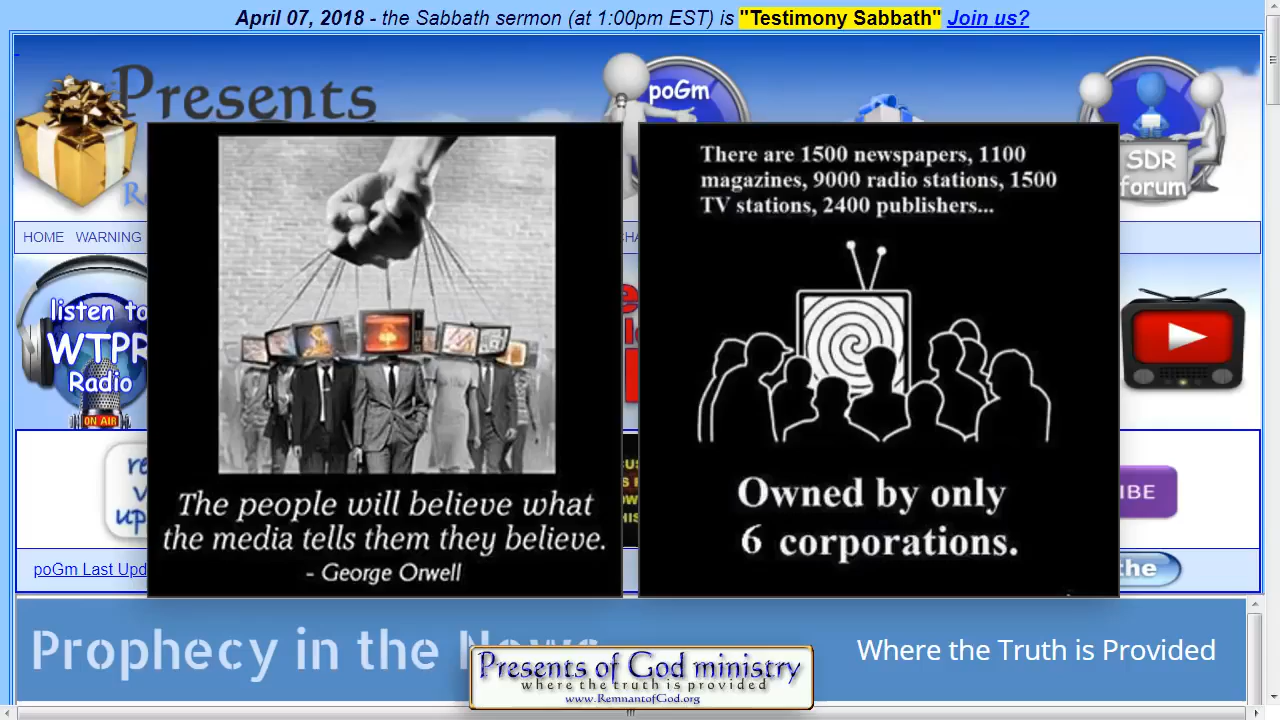 April 07, 2018 - the Sabbath sermon (at 1:00pm EST) is "Testimony Sabbath" Join us?
Presents
poGm
SDR
forum
HOME WARNING
listen to
WTPR
Radio
ON AIR
There are 1500 newspapers, 1100
magazines, 9000 radio stations, 1500
TV stations, 2400 publishers...
Owned by only
6 corporations.
The people will believe what
the media tells them they believe.
- George Orwell
poGm Last Upd
the
Prophecy in the News
Where the Truth is Provided
Presents of God ministry
where the truth is provided
www.RemnantofGod.org